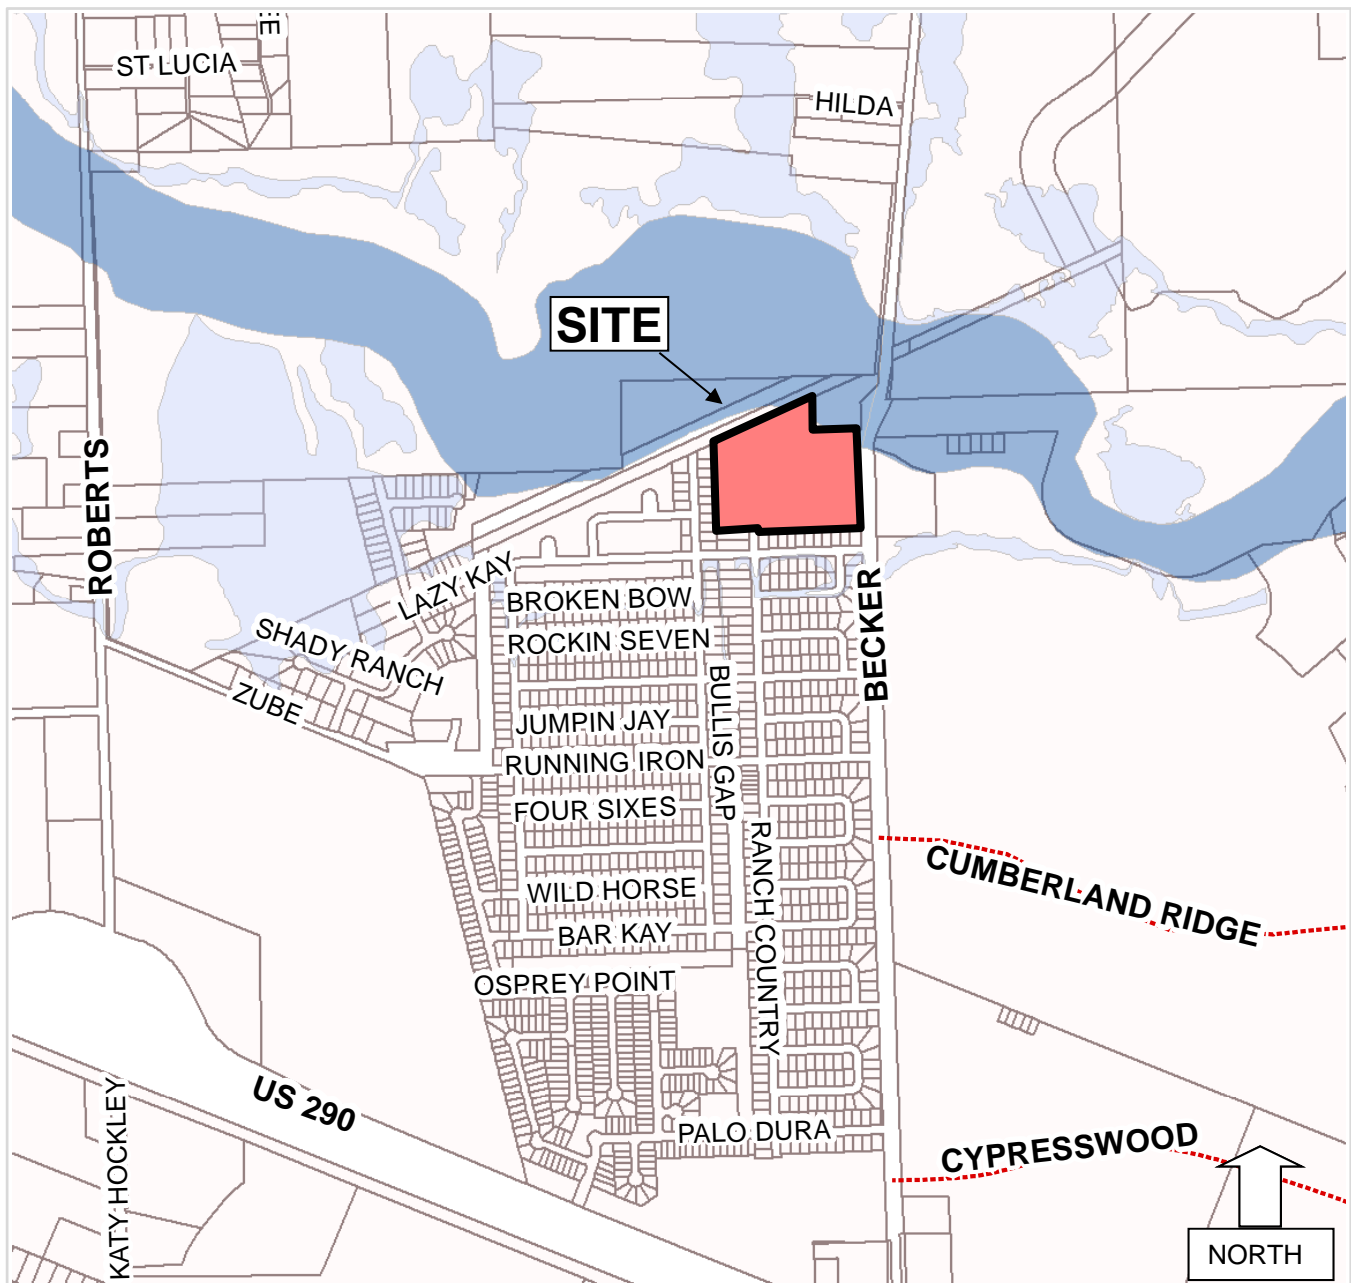 EE
ST LUCIA
HILDA
SITE
ROBERTS
LAZY KAY
BROKEN BOW
BECKER
SHADY RANCH
ROCKIN SEVEN
ZUBE
BULLIS GAP
JUMPIN JAY
RUNNING IRON
FOUR SIXES
RANCH COUNTRY
CUMBERLAND RIDGE
WILD HORSE
BAR KAY
OSPREY POINT
US 290
KATY HOCKLEY
PALO DURA
CYPRESSWOOD
NORTH